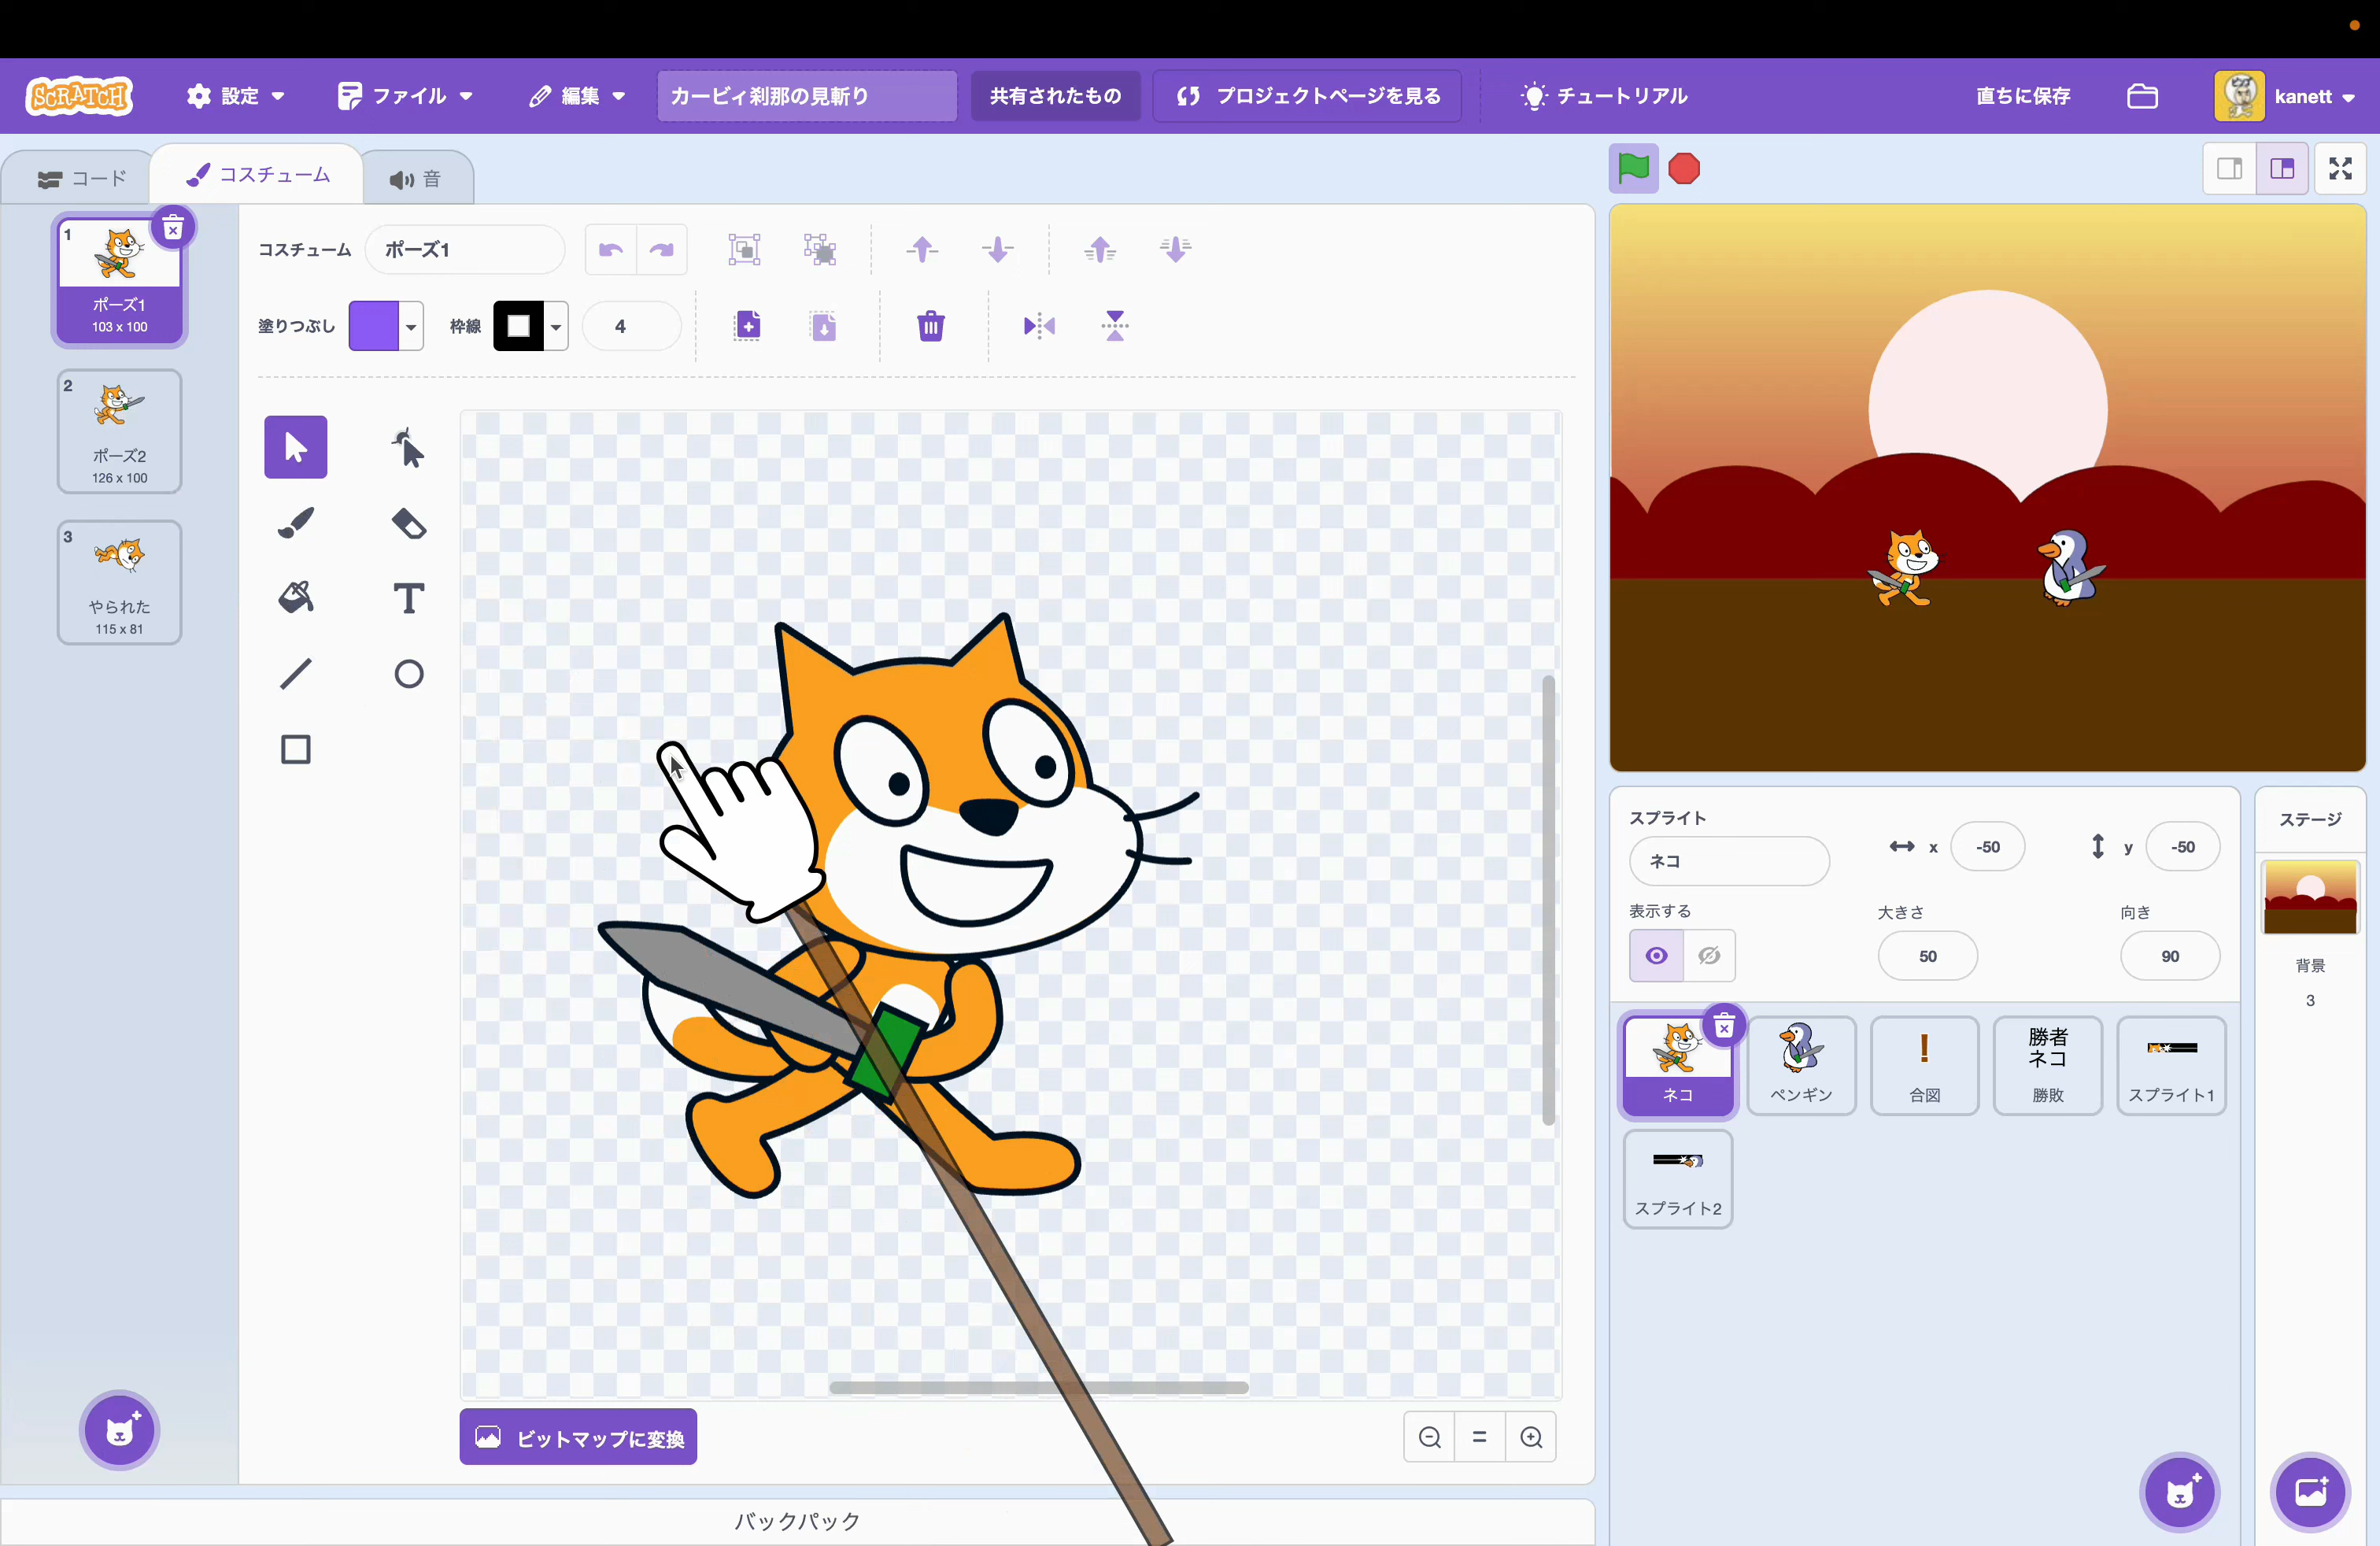 SCRATCH
設定
ファイル
編集
カービィ刹那の見斬り
共有されたもの
プロジェクトページを見る
チュートリアル
直ちに保存
kanett
コード
コスチューム
音
1
ポーズ1
103 x 100
2
ポーズ2
126 x 100
3
やられた
115 x 81
コスチューム
ポーズ1
塗りつぶし
枠線
4
T
ビットマップに変換
バックパック
スプライト
ネコ
x
-50
y
-50
表示する
大きさ
50
向き
90
ネコ
ペンギン
!
合図
勝者
ネコ
勝敗
スプライト1
スプライト2
ステージ
背景
3